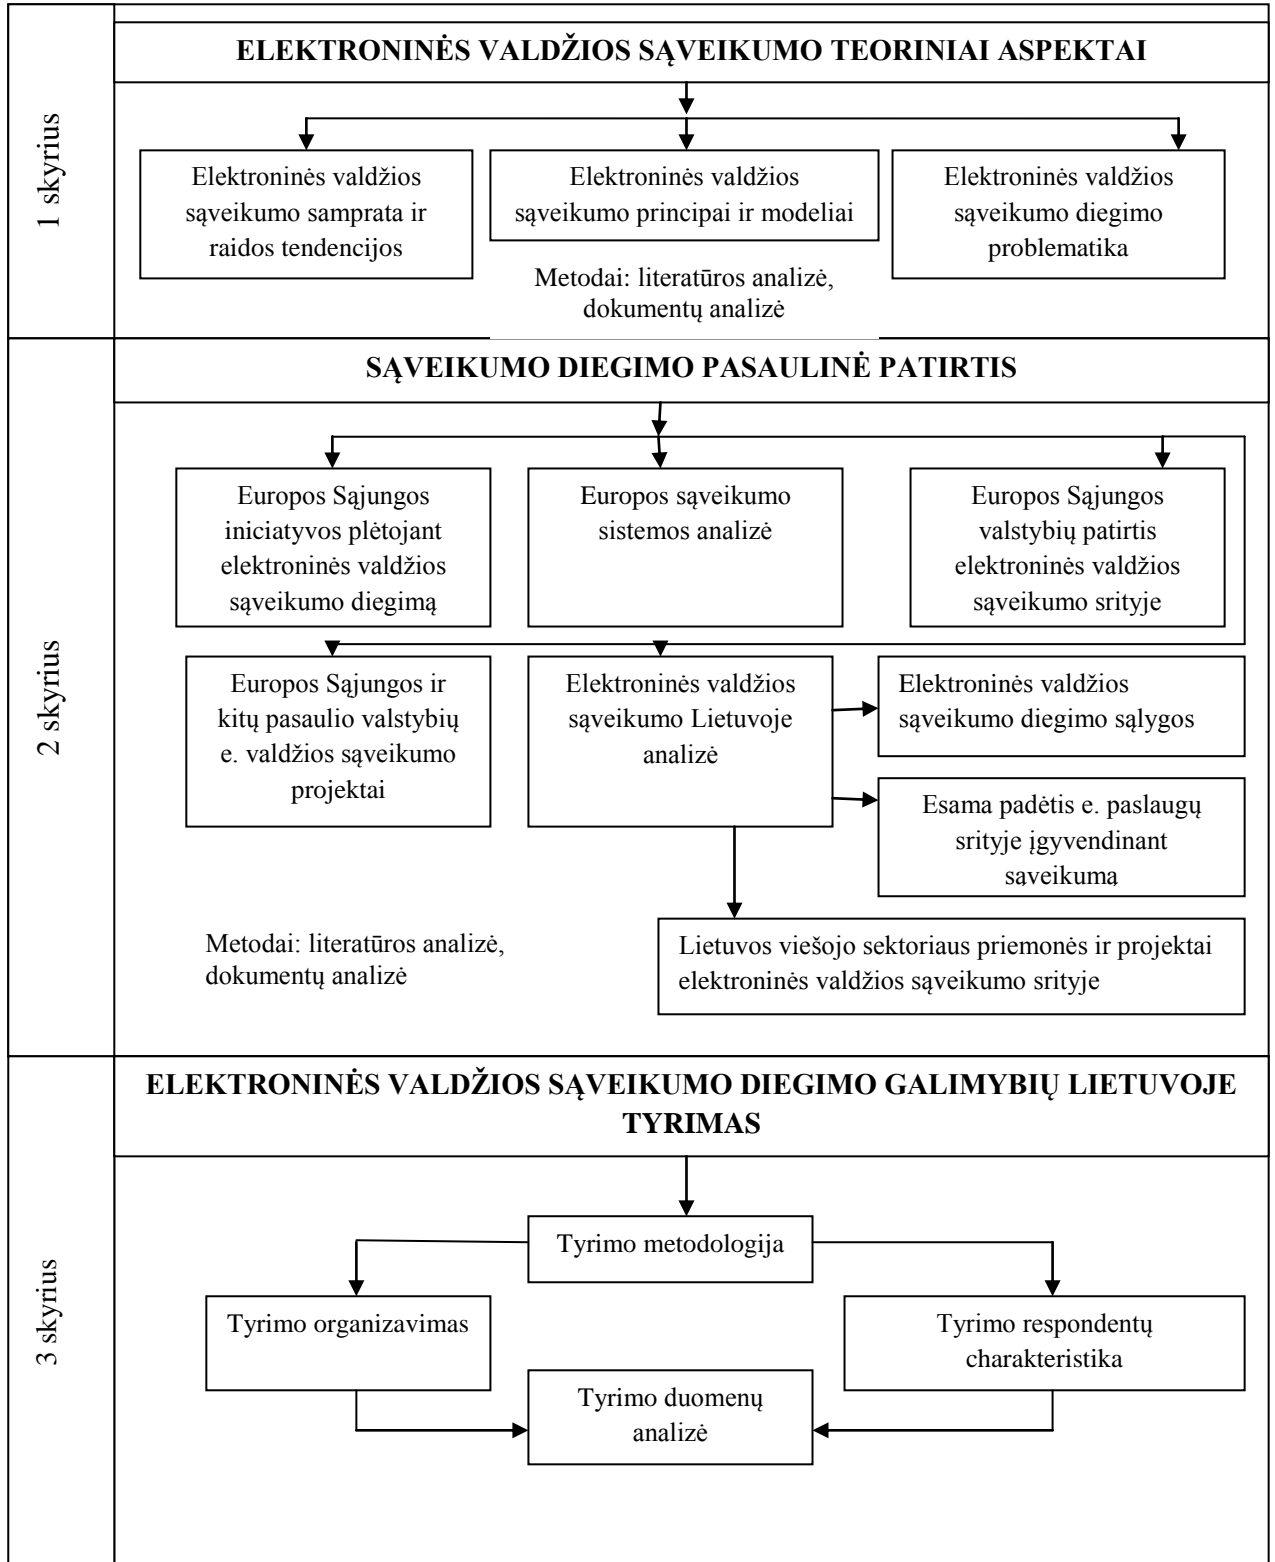 1 skyrius
ELEKTRONINĖS VALDŽIOS SĄVEIKUMO TEORINIAI ASPEKTAI
Elektroninės valdžios
sąveikumo samprata ir
raidos tendencijos
Elektroninės valdžios
sąveikumo principai ir modeliai
Elektroninės valdžios
sąveikumo diegimo
problematika
Metodai: literatūros analizė,
dokumentų analizė
2 skyrius
SĄVEIKUMO DIEGIMO PASAULINĖ PATIRTIS
Europos Sąjungos
iniciatyvos plėtojant
elektroninės valdžios
sąveikumo diegimą
Europos sąveikumo
sistemos analizė
Europos Sąjungos
valstybių patirtis
elektroninės valdžios
sąveikumo srityje
Europos Sąjungos ir
kitų pasaulio valstybių
e. valdžios sąveikumo
projektai
Elektroninės valdžios
sąveikumo Lietuvoje
analizė
Elektroninės valdžios
sąveikumo diegimo sąlygos
Esama padėtis e. paslaugų
srityje įgyvendinant
sąveikumą
Metodai: literatūros analizė,
dokumentų analizė
Lietuvos viešojo sektoriaus priemonės ir projektai
elektroninės valdžios sąveikumo srityje
3 skyrius
ELEKTRONINĖS VALDŽIOS SĄVEIKUMO DIEGIMO GALIMYBIŲ LIETUVOJE
TYRIMAS
Tyrimo metodologija
Tyrimo organizavimas
Tyrimo respondentų
charakteristika
Tyrimo duomenų
analizė